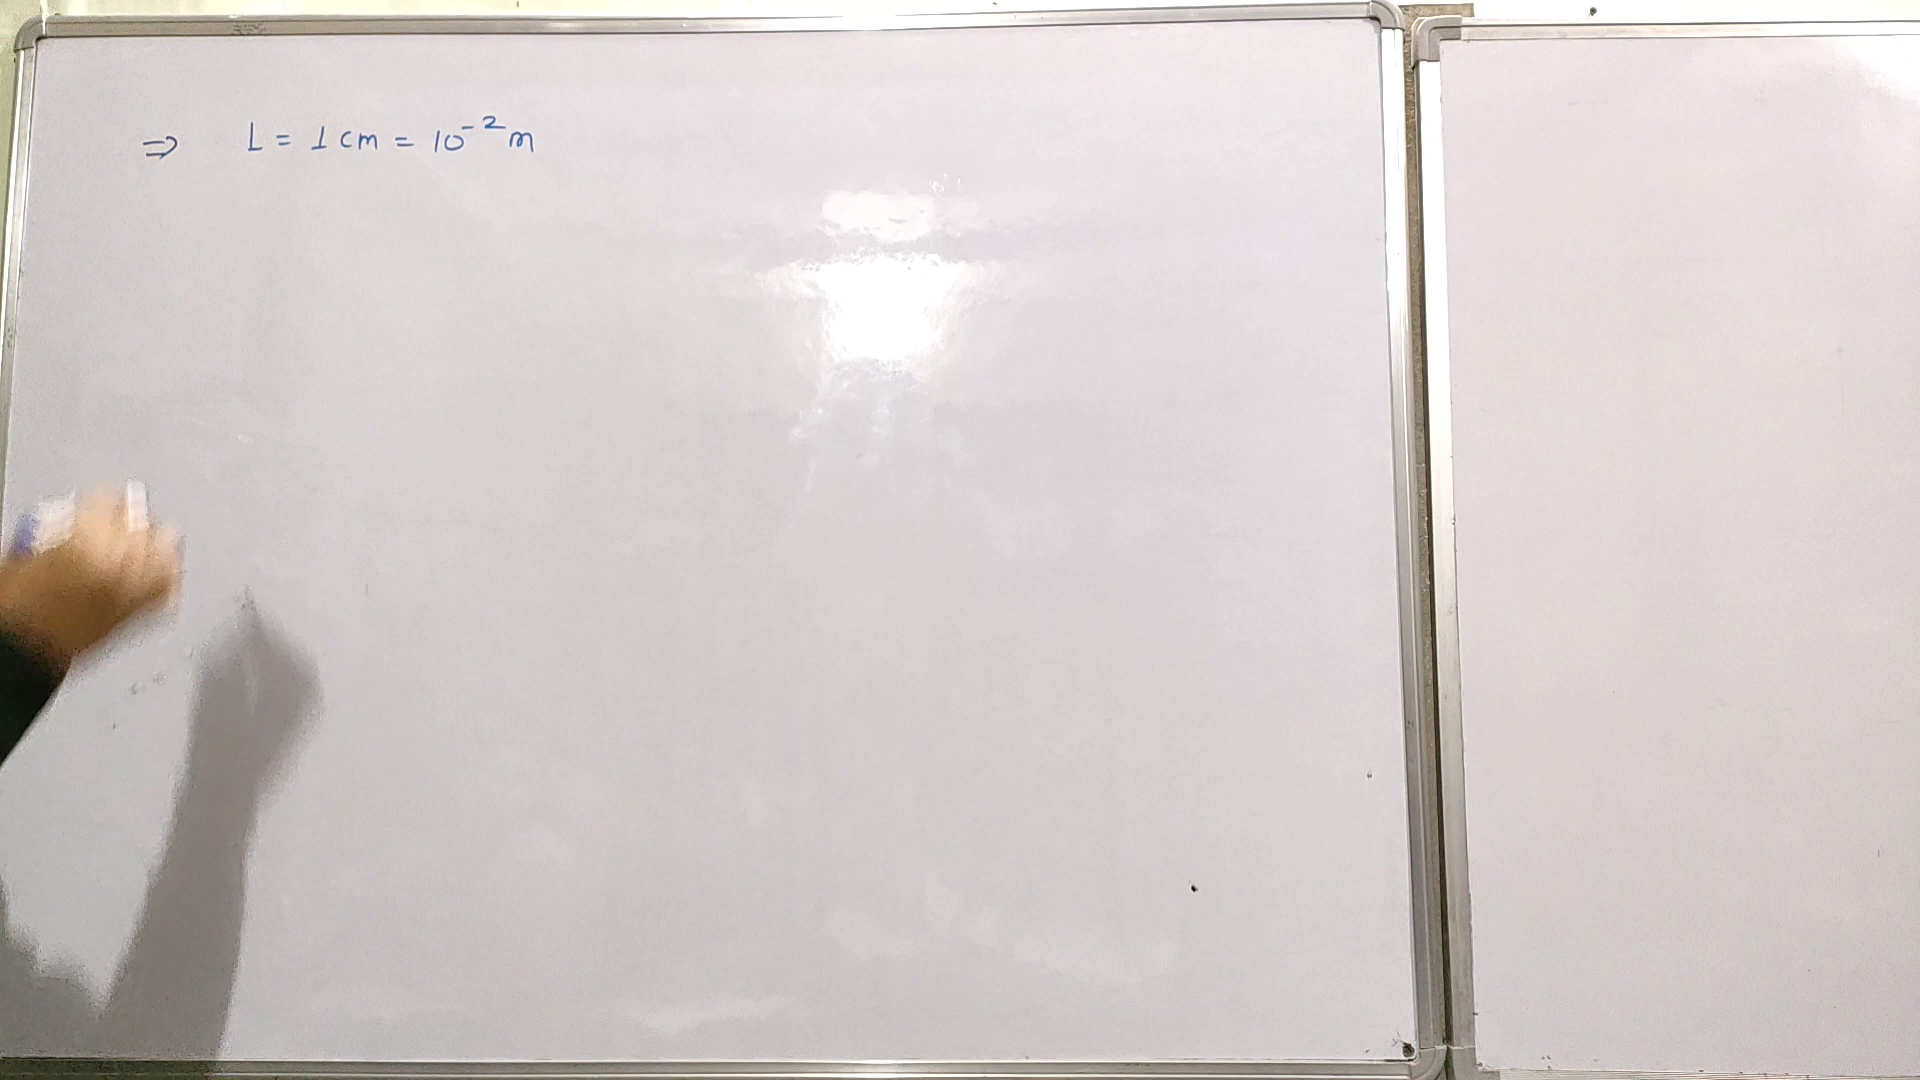 ⇒ L = 1 cm = 10⁻² m